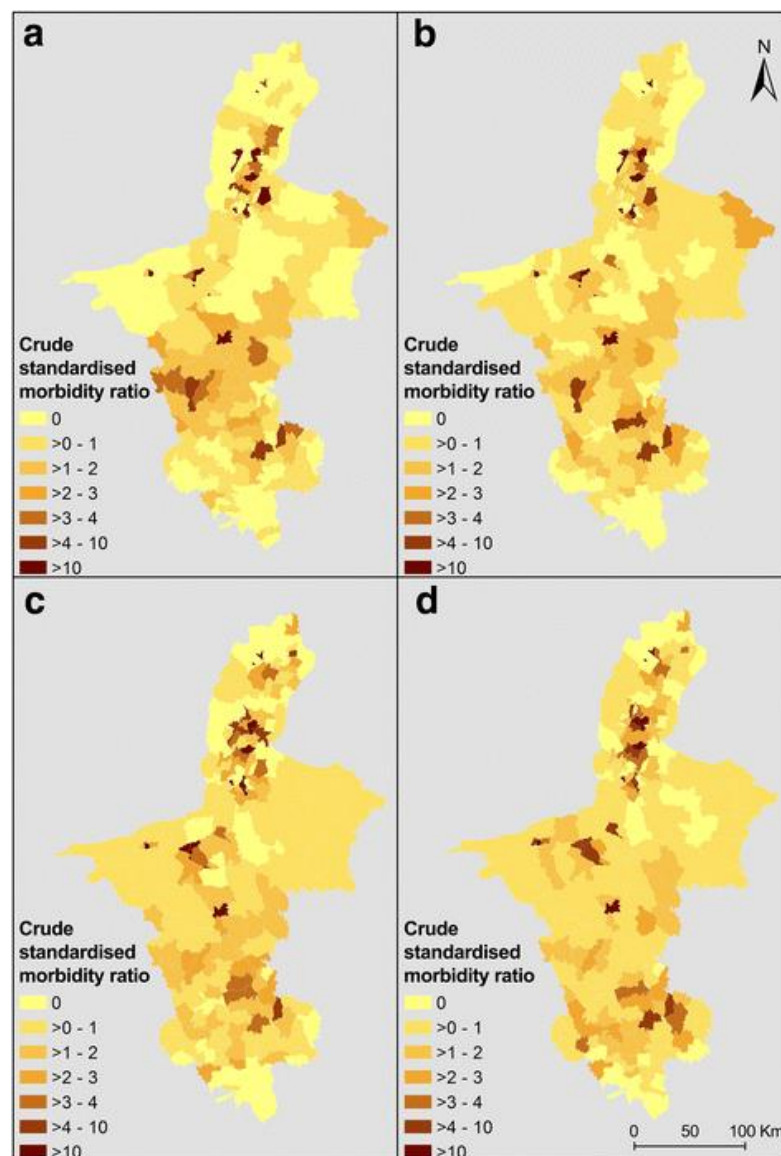 a
b
N
Crude
standardised
morbidity ratio
0
>0 - 1
>1 - 2
>2 - 3
>3 - 4
>4 - 10
>10
Crude
standardised
morbidity ratio
0
>0 - 1
>1 - 2
>2 - 3
>3 - 4
>4 - 10
>10
c
d
Crude
standardised
morbidity ratio
0
>0 - 1
>1 - 2
>2 - 3
>3 - 4
>4 - 10
>10
Crude
standardised
morbidity ratio
0
>0 - 1
>1 - 2
>2 - 3
>3 - 4
>4 - 10
>10
0 50 100 Km